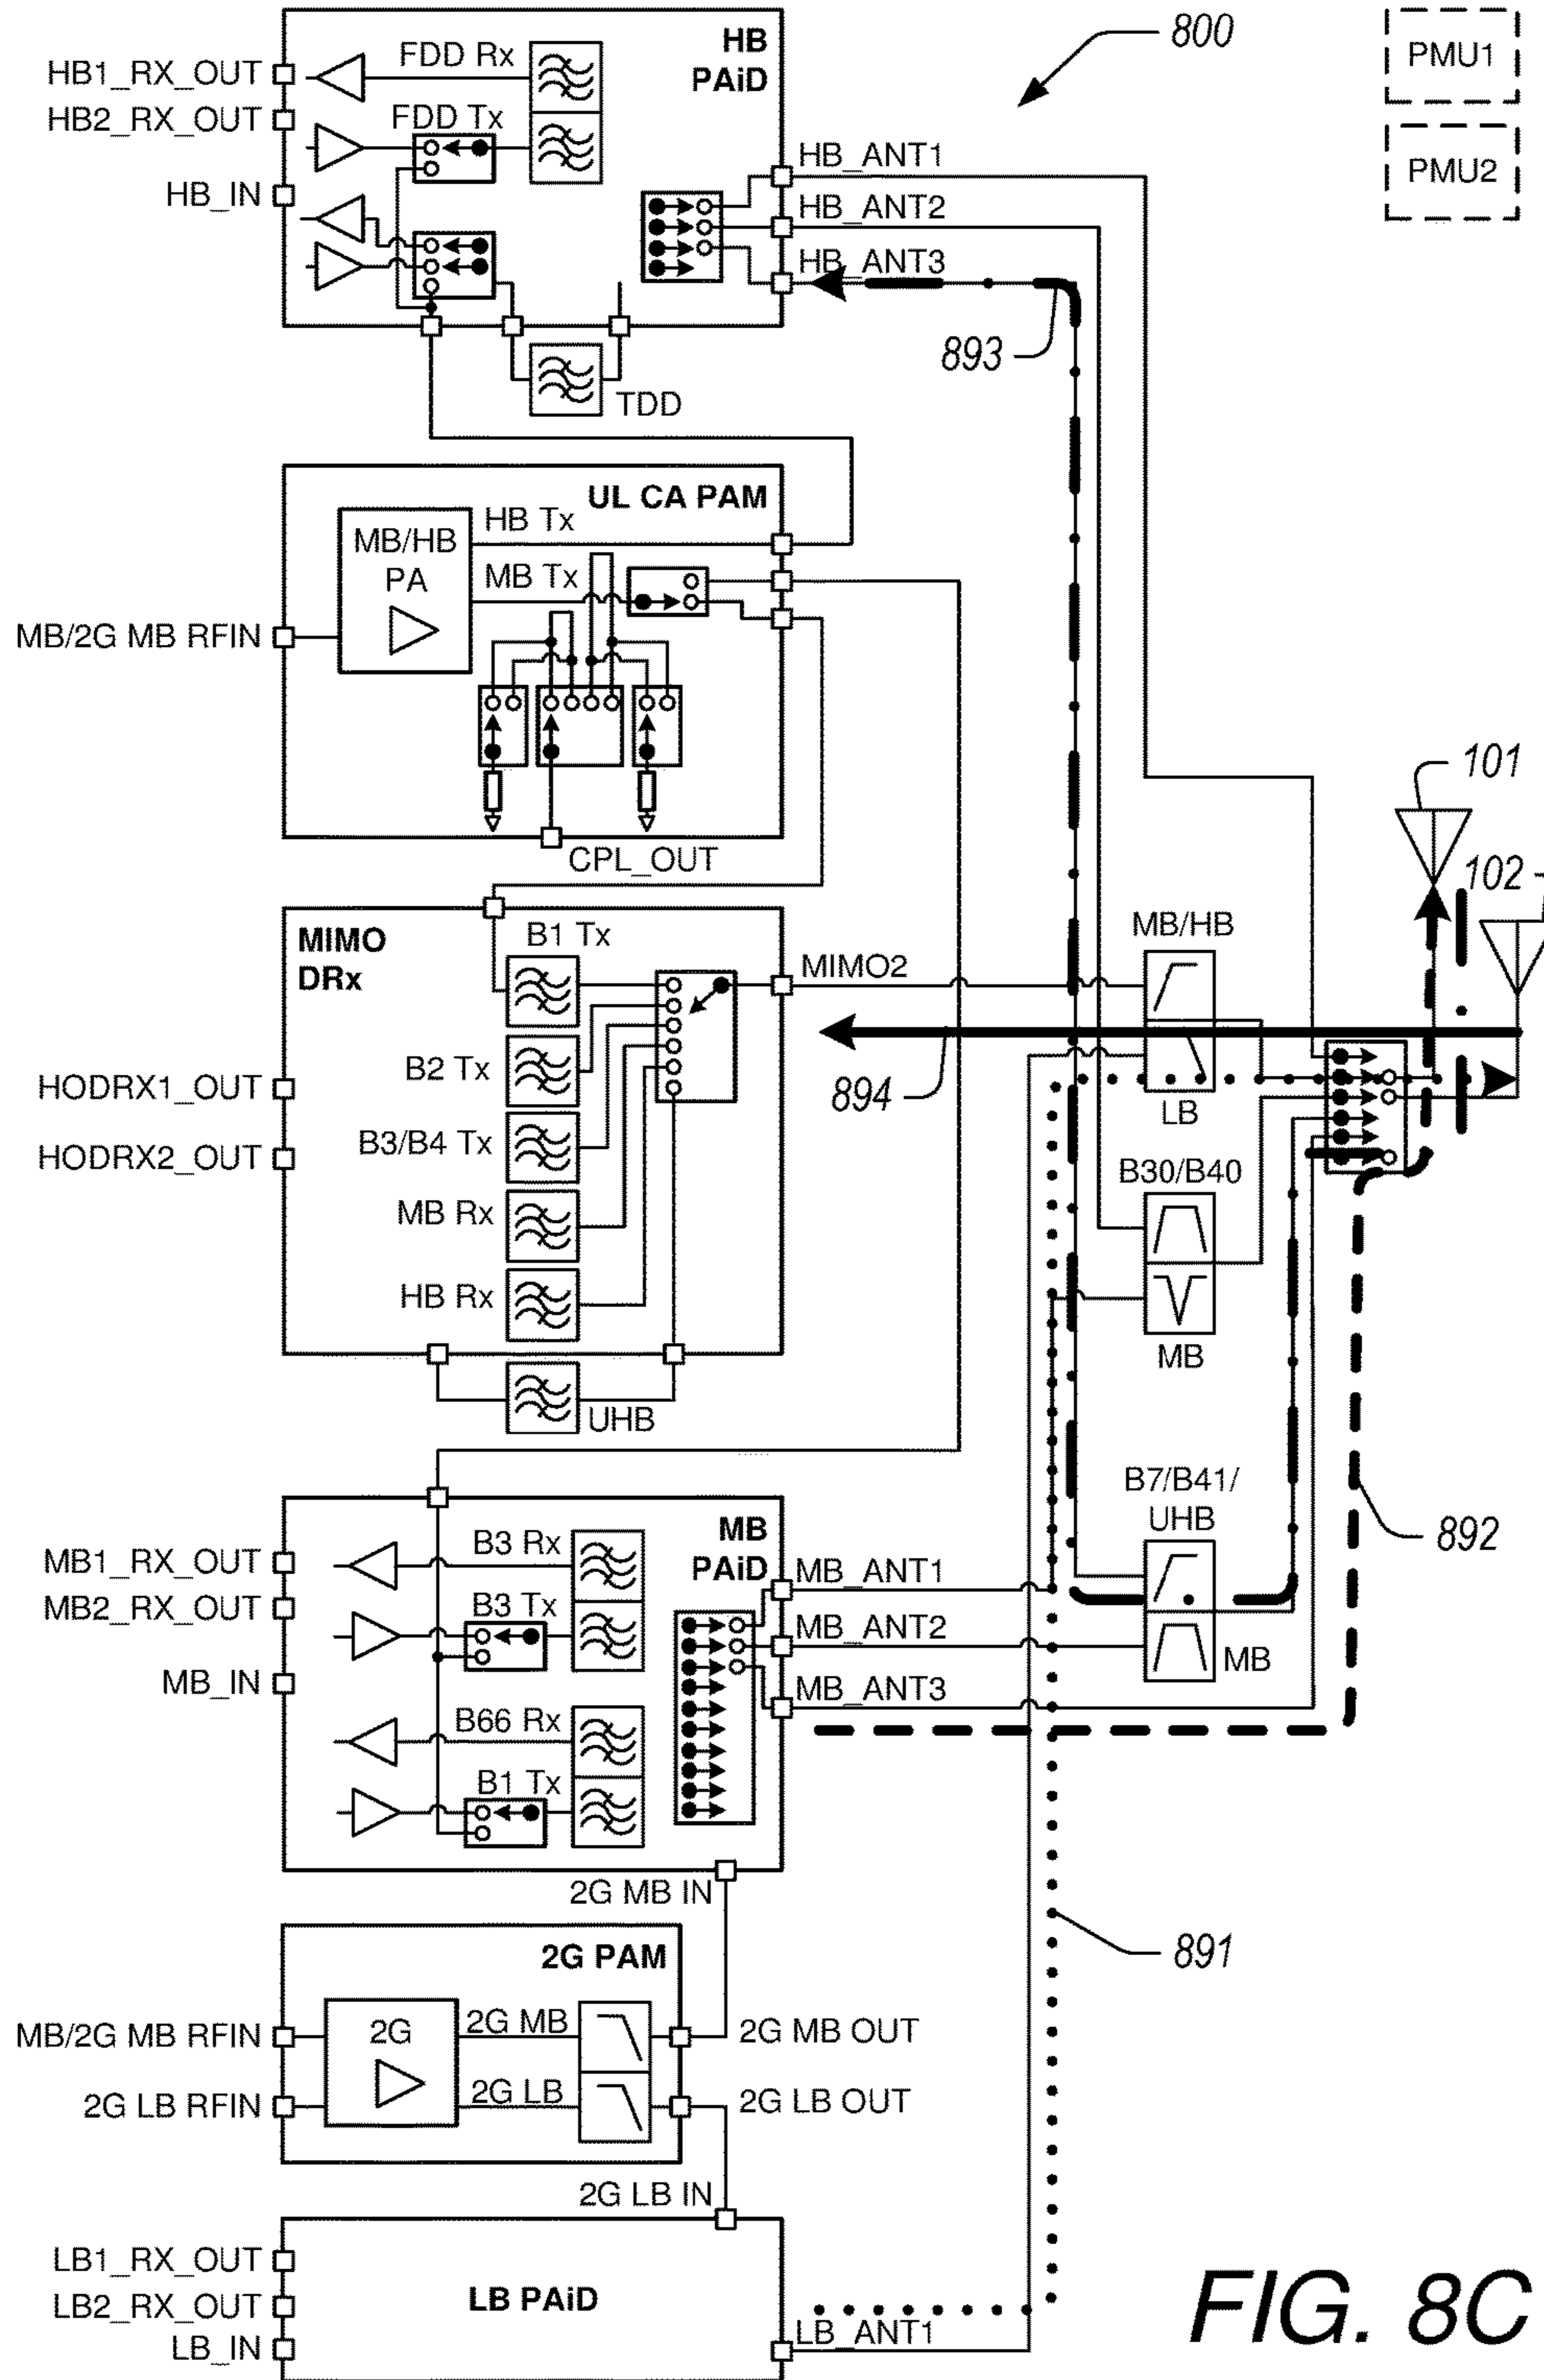 HB
PAiD
800
PMU1
PMU2
HB1_RX_OUT
FDD Rx
HB2_RX_OUT
FDD Tx
HB_IN
HB_ANT1
HB_ANT2
HB_ANT3
893
TDD
UL CA PAM
HB Tx
MB/HB
PA
MB Tx
MB/2G MB RFIN
CPL_OUT
101
102
MIMO
DRx
B1 Tx
MIMO2
MB/HB
B2 Tx
HODRX1_OUT
894
LB
B3/B4 Tx
HODRX2_OUT
B30/B40
MB Rx
HB Rx
MB
UHB
B7/B41/
UHB
892
MB
PAiD
MB1_RX_OUT
B3 Rx
MB_ANT1
MB2_RX_OUT
B3 Tx
MB_ANT2
MB
MB_IN
MB_ANT3
B66 Rx
B1 Tx
2G MB IN
891
2G PAM
MB/2G MB RFIN
2G
2G MB
2G MB OUT
2G LB RFIN
2G LB
2G LB OUT
2G LB IN
LB1_RX_OUT
LB2_RX_OUT
LB PAiD
LB_IN
LB_ANT1
FIG. 8C